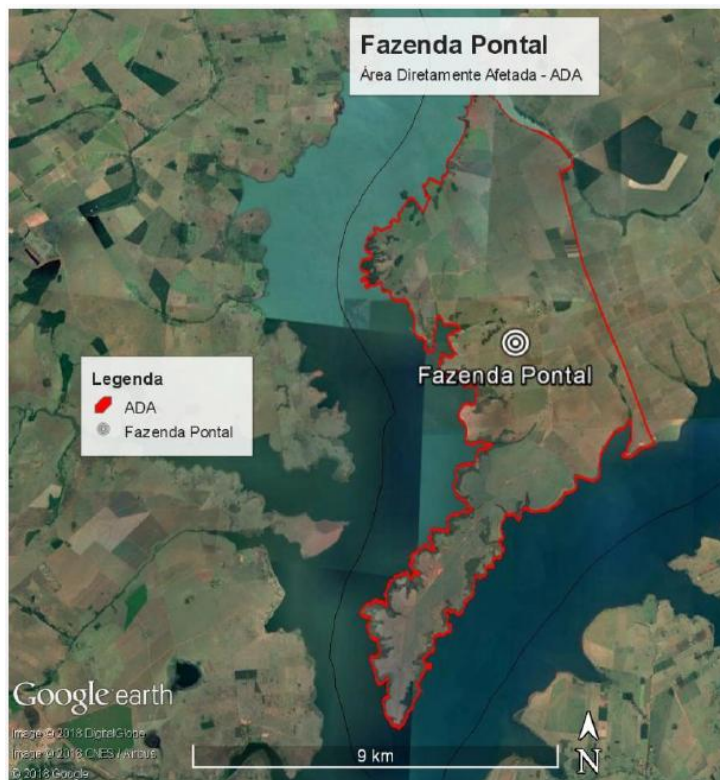 Fazenda Pontal
Área Diretamente Afetada - ADA
Fazenda Pontal
Legenda
ADA
Fazenda Pontal
Google earth
Image © 2018 DigitalGlobe
Image © 2018 CNES / Airbus
© 2018 Google
9 km
N